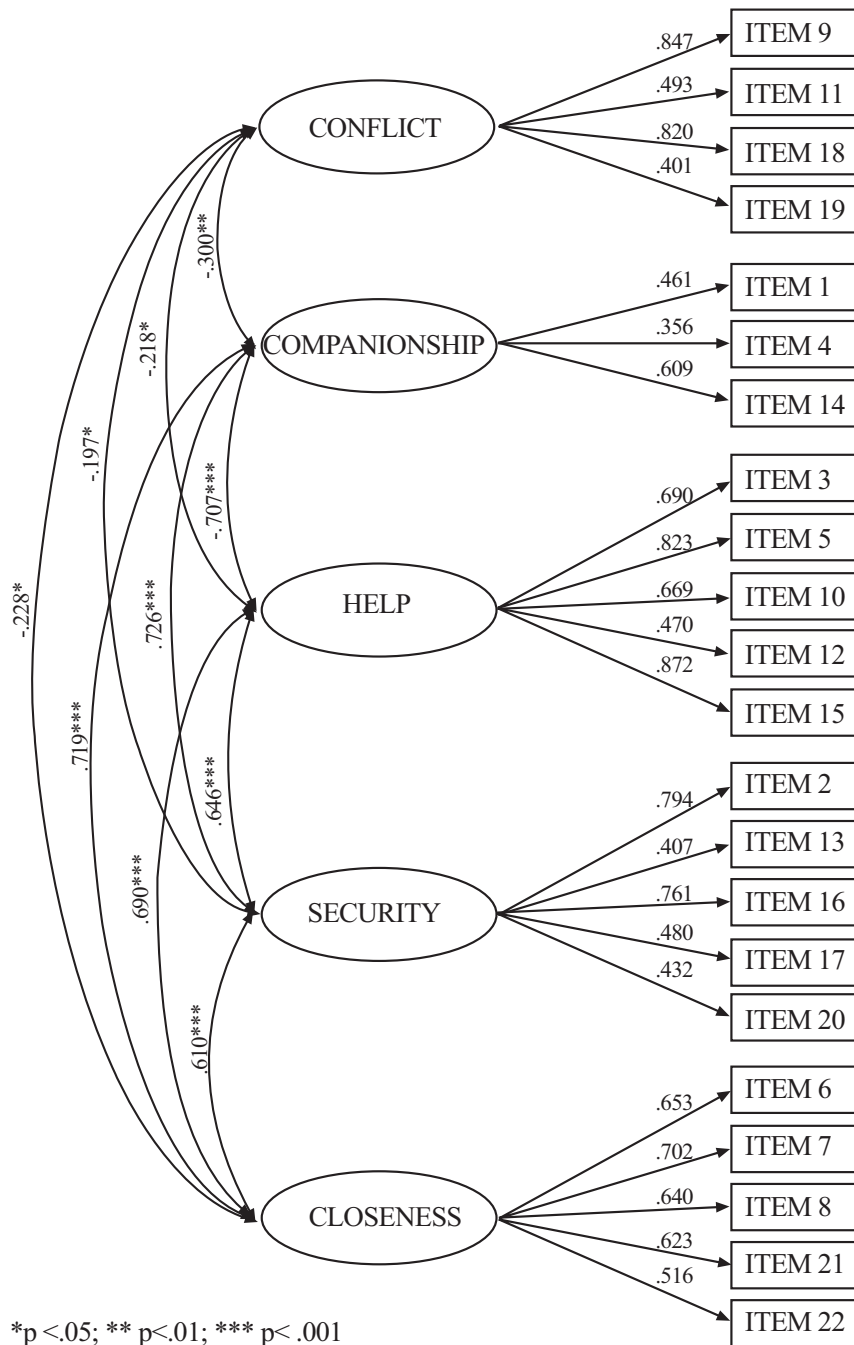 .847
ITEM 9
.493
ITEM 11
CONFLICT
.820
ITEM 18
.401
ITEM 19
-.300**
-.218*
-.197*
-.228*
.461
ITEM 1
.356
COMPANIONSHIP
ITEM 4
.609
ITEM 14
-.707***
.726***
.719***
.690
ITEM 3
.823
ITEM 5
HELP
.669
ITEM 10
.470
ITEM 12
.872
ITEM 15
.646***
.690***
.794
ITEM 2
.407
ITEM 13
SECURITY
.761
ITEM 16
.480
ITEM 17
.432
ITEM 20
.610***
.653
ITEM 6
.702
ITEM 7
CLOSENESS
.640
ITEM 8
.623
ITEM 21
.516
ITEM 22
*p <.05; ** p<.01; *** p< .001